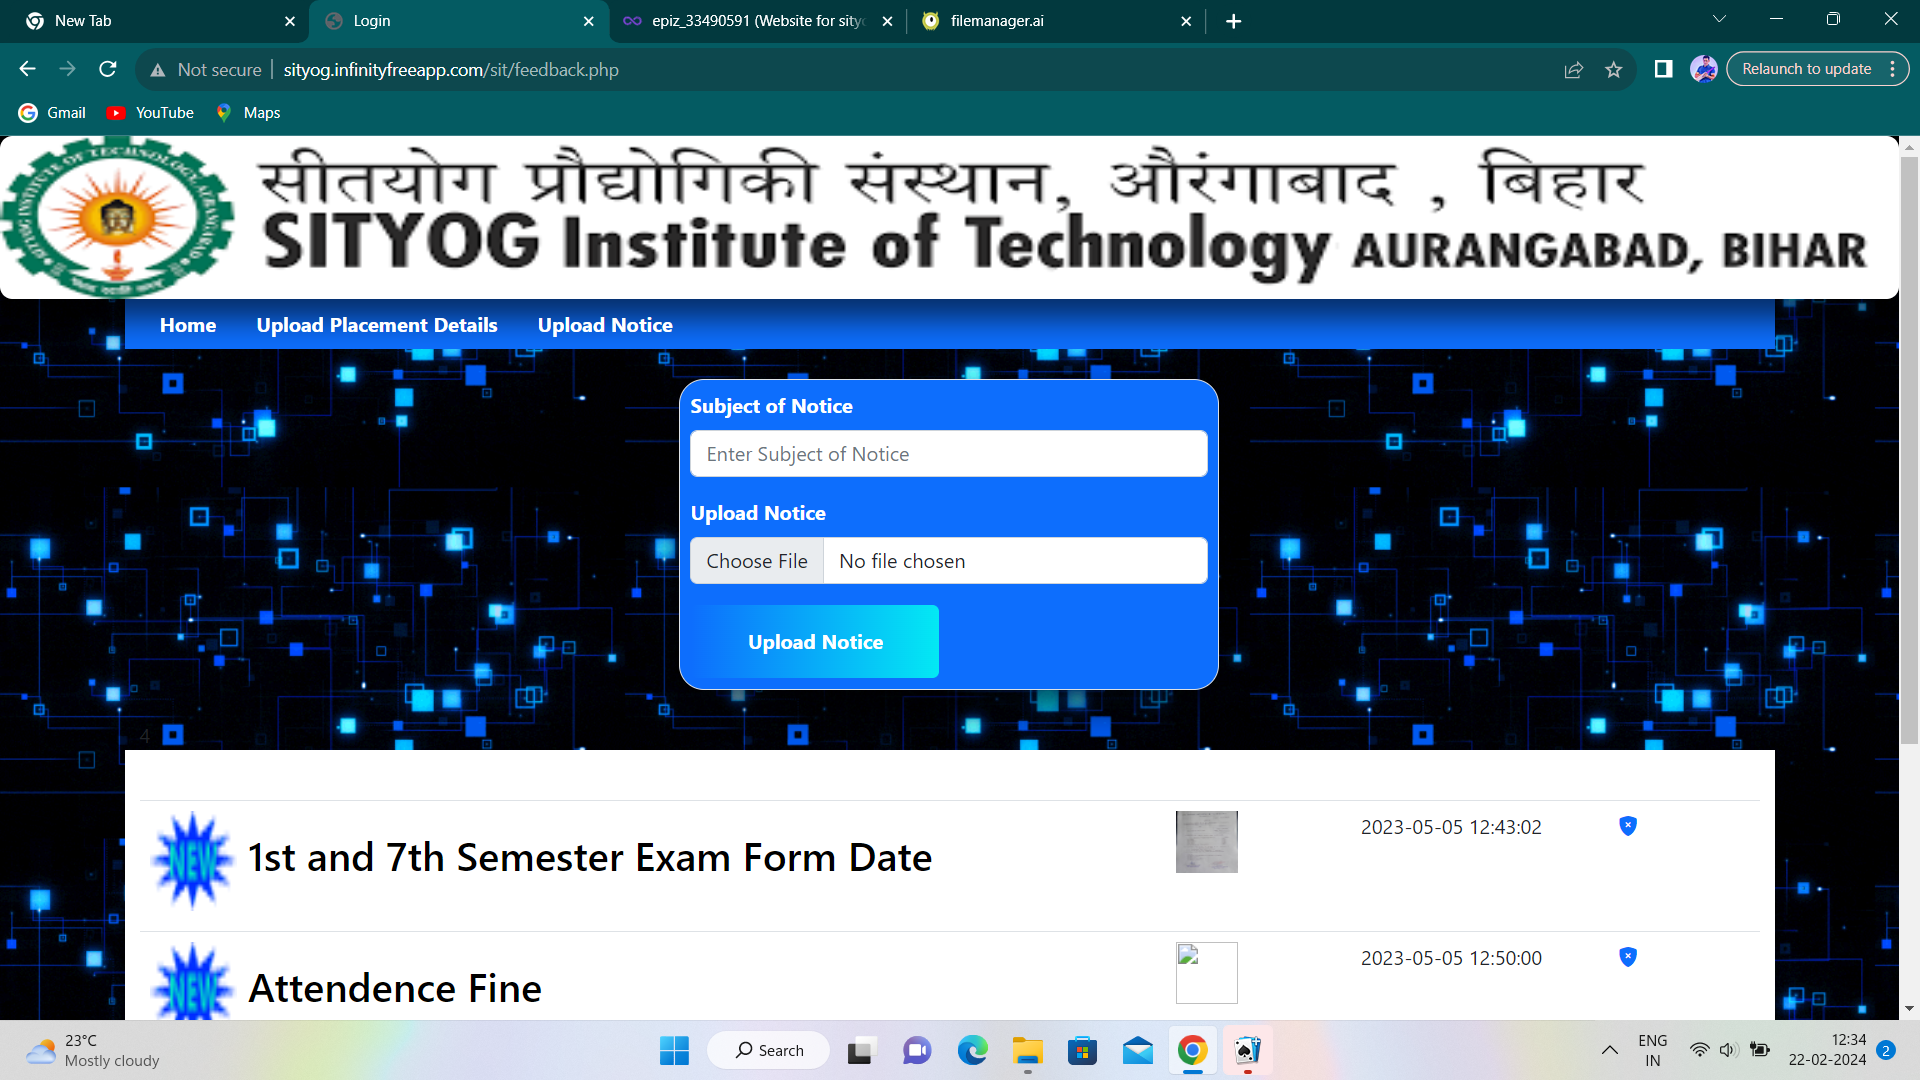 New Tab
Login
epiz_33490591 (Website for sityo
filemanager.ai
Not secure
sityog.infinityfreeapp.com/sit/feedback.php
Relaunch to update
Gmail
YouTube
Maps
सीतयोग प्रौद्योगिकी संस्थान, औरंगाबाद , बिहार
SITYOG Institute of Technology AURANGABAD, BIHAR
Home
Upload Placement Details
Upload Notice
Subject of Notice
Enter Subject of Notice
Upload Notice
Choose File
No file chosen
Upload Notice
4
NEW
1st and 7th Semester Exam Form Date
2023-05-05 12:43:02
NEW
Attendence Fine
2023-05-05 12:50:00
23°C
Mostly cloudy
Search
ENG
IN
12:34
22-02-2024
2